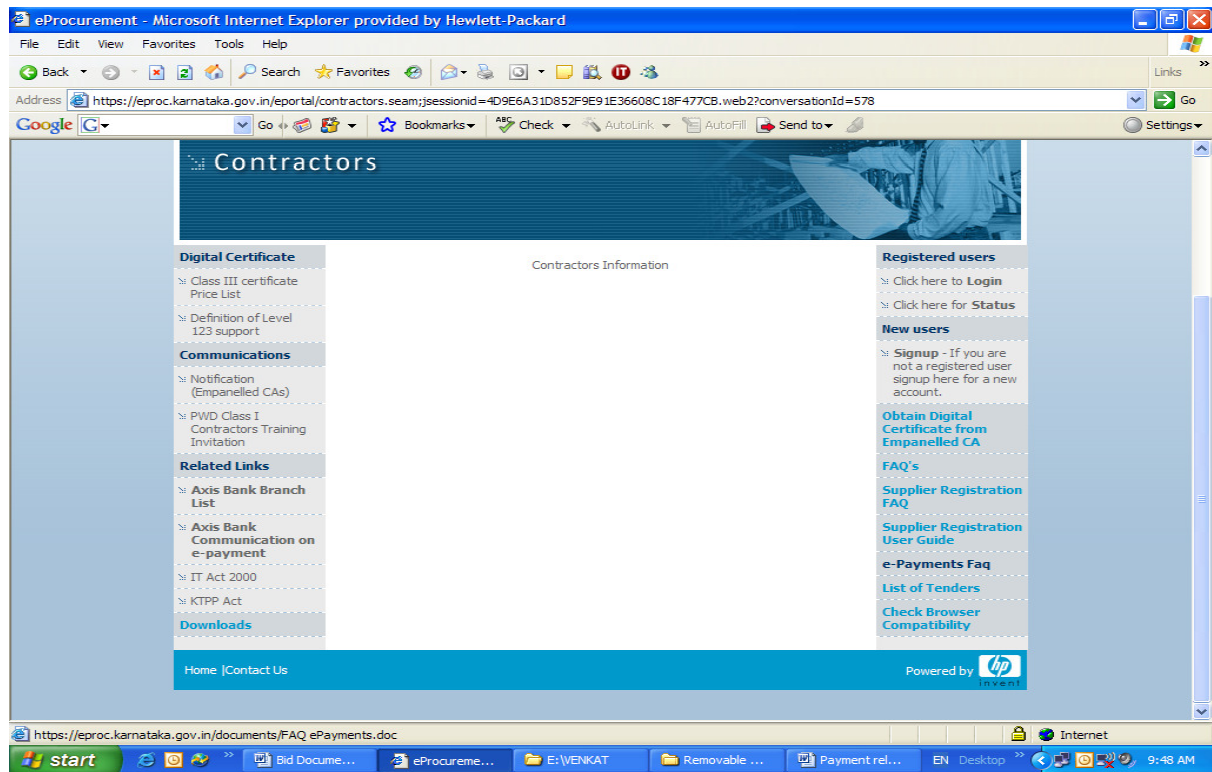 eProcurement - Microsoft Internet Explorer provided by Hewlett-Packard
File Edit View Favorites Tools Help
Back Search Favorites Links
Address https://eproc.karnataka.gov.in/eportal/contractors.seam;jsessionid=4D9E6A31D852F9E91E36608C18F477CB.web2?conversationId=578 Go
Google G Go Bookmarks ABC Check AutoLink AutoFill Send to Settings
Contractors
Digital Certificate
Class III certificate
Price List
Definition of Level
123 support
Communications
Notification
(Empanelled CAs)
PWD Class I
Contractors Training
Invitation
Related Links
Axis Bank Branch
List
Axis Bank
Communication on
e-payment
IT Act 2000
KTPP Act
Downloads
Contractors Information
Registered users
Click here to Login
Click here for Status
New users
Signup - If you are
not a registered user
signup here for a new
account.
Obtain Digital
Certificate from
Empanelled CA
FAQ's
Supplier Registration
FAQ
Supplier Registration
User Guide
e-Payments Faq
List of Tenders
Check Browser
Compatibility
Home |Contact Us
Powered by hp
invent
https://eproc.karnataka.gov.in/documents/FAQ ePayments.doc Internet
start Bid Docume... eProcureme... E:\VENKAT Removable ... Payment rel... EN Desktop 9:48 AM